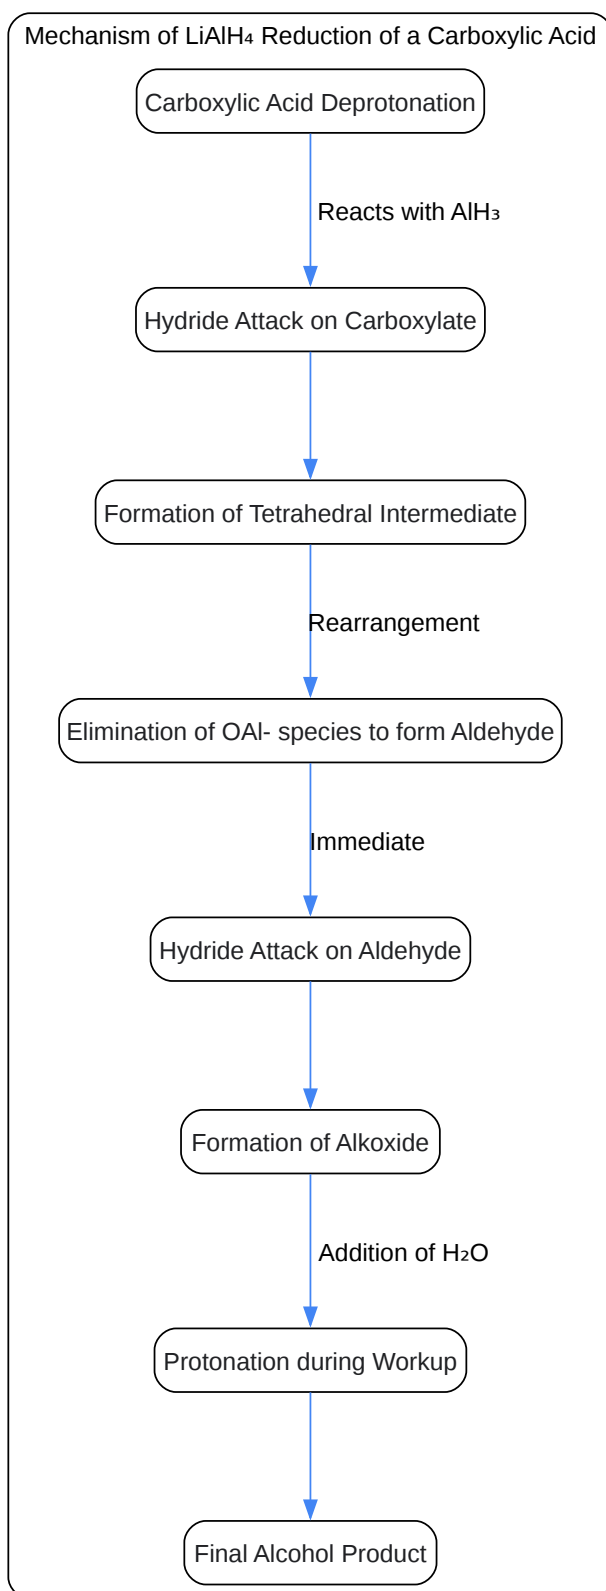 Mechanism of LiAlH₄ Reduction of a Carboxylic Acid
Carboxylic Acid Deprotonation
Reacts with AlH₃
Hydride Attack on Carboxylate
Formation of Tetrahedral Intermediate
Rearrangement
Elimination of OAl- species to form Aldehyde
Immediate
Hydride Attack on Aldehyde
Formation of Alkoxide
Addition of H₂O
Protonation during Workup
Final Alcohol Product